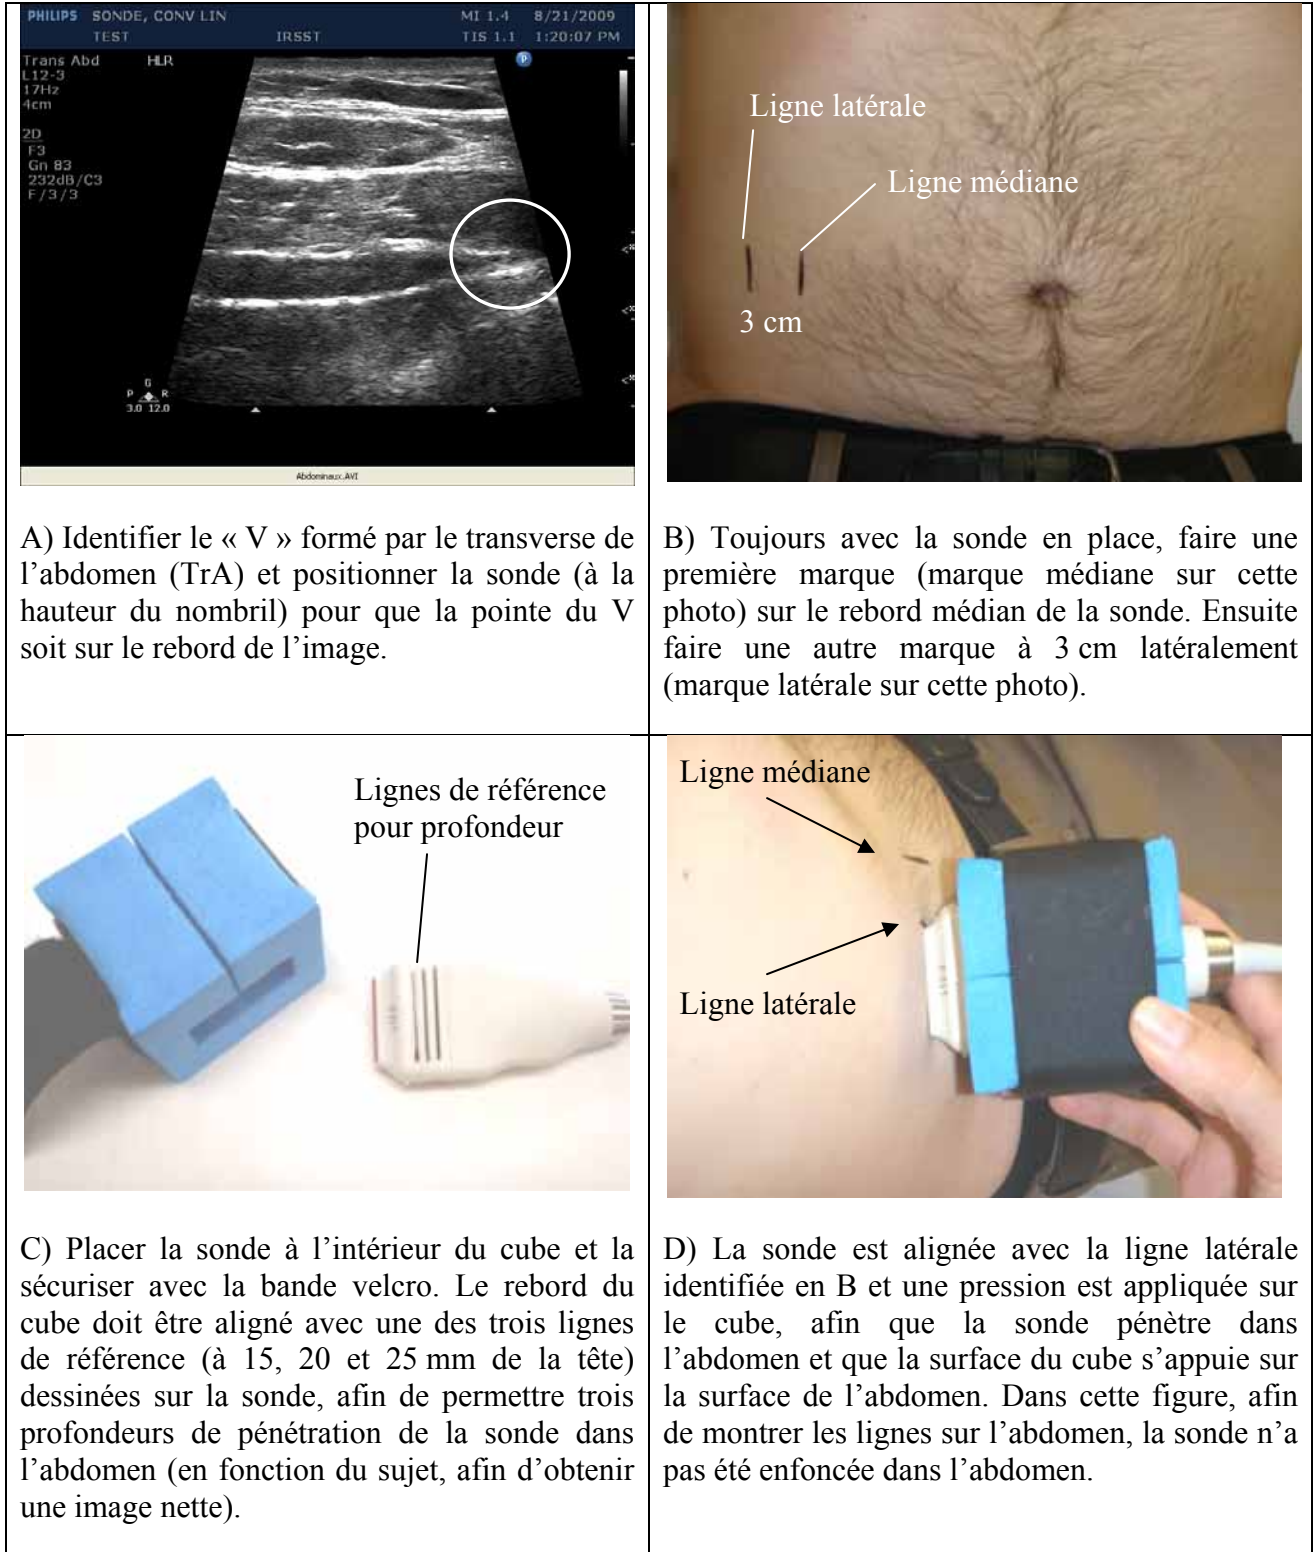 PHILIPS SONDE, CONV LIN MI 1.4 8/21/2009
TEST IRSST TIS 1.1 1:20:07 PM
Trans Abd HLR
L12-3
17Hz
4cm
2D
F3
Gn 83
232dB/C3
F/3/3
P
G
P R
3.0 12.0
Abdominaux.AVI
Ligne latérale
Ligne médiane
3 cm
A) Identifier le « V » formé par le transverse de
l’abdomen (TrA) et positionner la sonde (à la
hauteur du nombril) pour que la pointe du V
soit sur le rebord de l’image.
B) Toujours avec la sonde en place, faire une
première marque (marque médiane sur cette
photo) sur le rebord médian de la sonde. Ensuite
faire une autre marque à 3 cm latéralement
(marque latérale sur cette photo).
Lignes de référence
pour profondeur
Ligne médiane
Ligne latérale
C) Placer la sonde à l’intérieur du cube et la
sécuriser avec la bande velcro. Le rebord du
cube doit être aligné avec une des trois lignes
de référence (à 15, 20 et 25 mm de la tête)
dessinées sur la sonde, afin de permettre trois
profondeurs de pénétration de la sonde dans
l’abdomen (en fonction du sujet, afin d’obtenir
une image nette).
D) La sonde est alignée avec la ligne latérale
identifiée en B et une pression est appliquée sur
le cube, afin que la sonde pénètre dans
l’abdomen et que la surface du cube s’appuie sur
la surface de l’abdomen. Dans cette figure, afin
de montrer les lignes sur l’abdomen, la sonde n’a
pas été enfoncée dans l’abdomen.